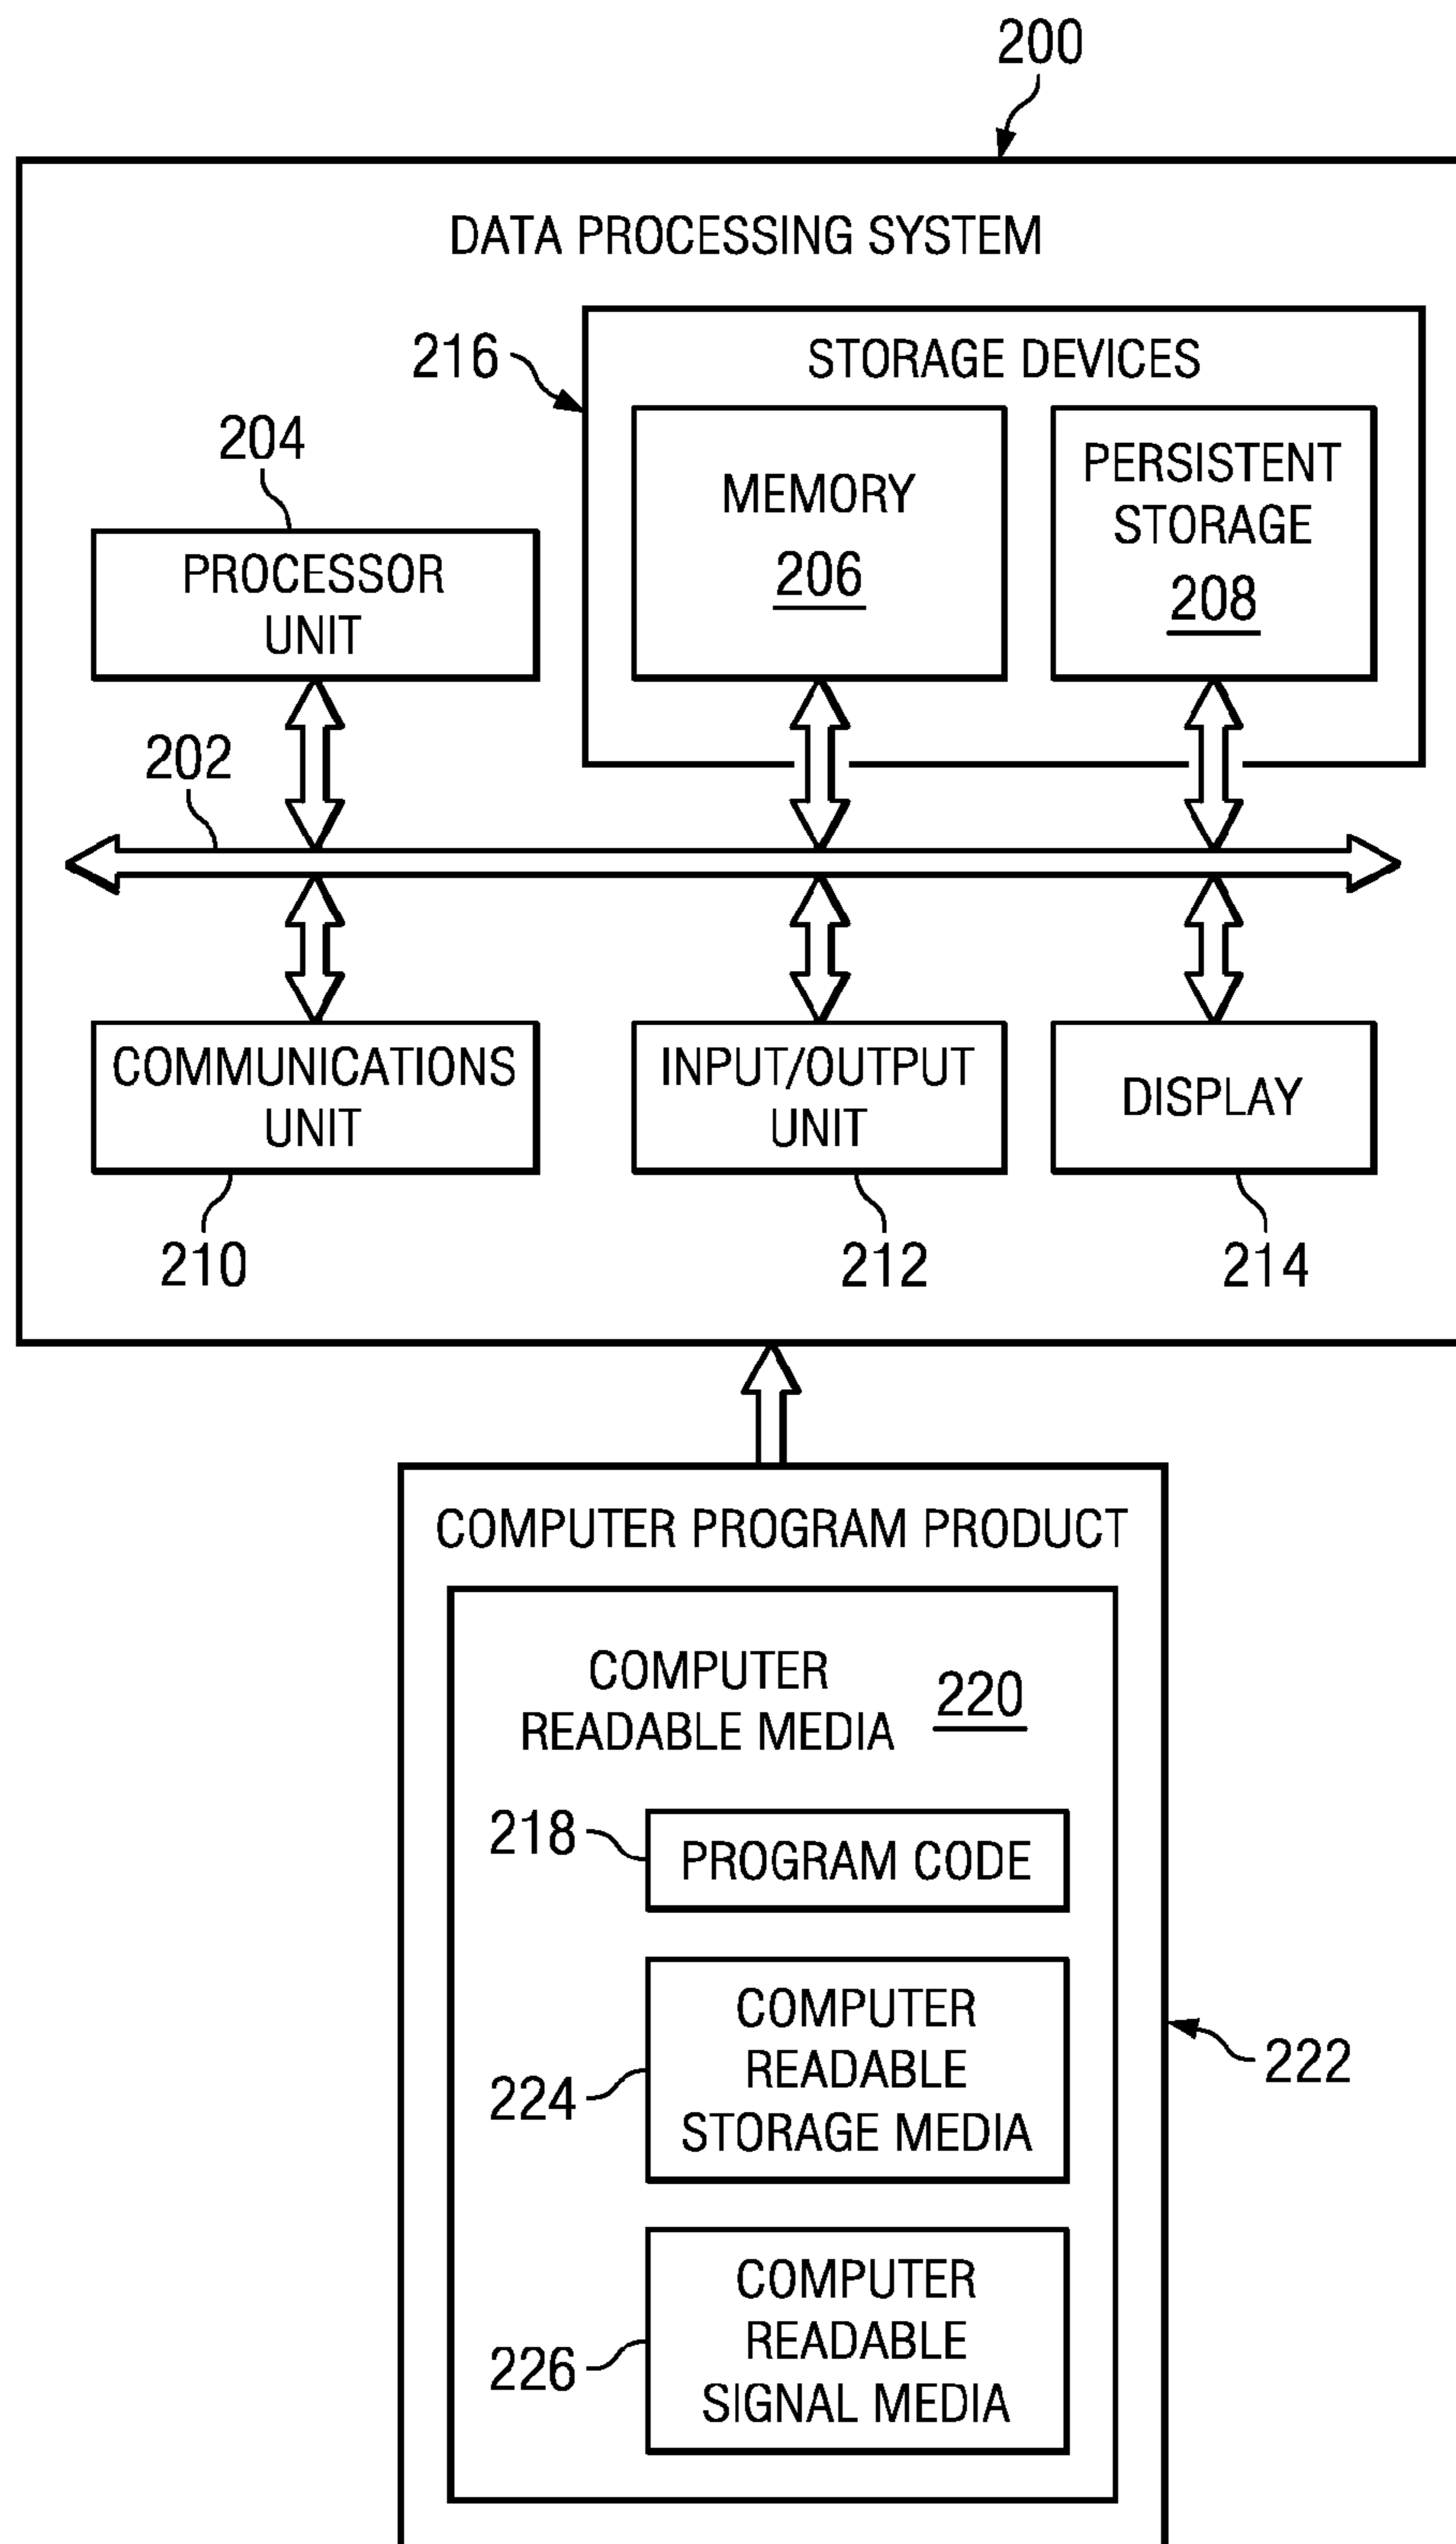 200
DATA PROCESSING SYSTEM
216
STORAGE DEVICES
204
PROCESSOR
UNIT
MEMORY
206
PERSISTENT
STORAGE
208
202
COMMUNICATIONS
UNIT
INPUT/OUTPUT
UNIT
DISPLAY
210
212
214
COMPUTER PROGRAM PRODUCT
COMPUTER
READABLE MEDIA
220
218
PROGRAM CODE
224
COMPUTER
READABLE
STORAGE MEDIA
222
226
COMPUTER
READABLE
SIGNAL MEDIA